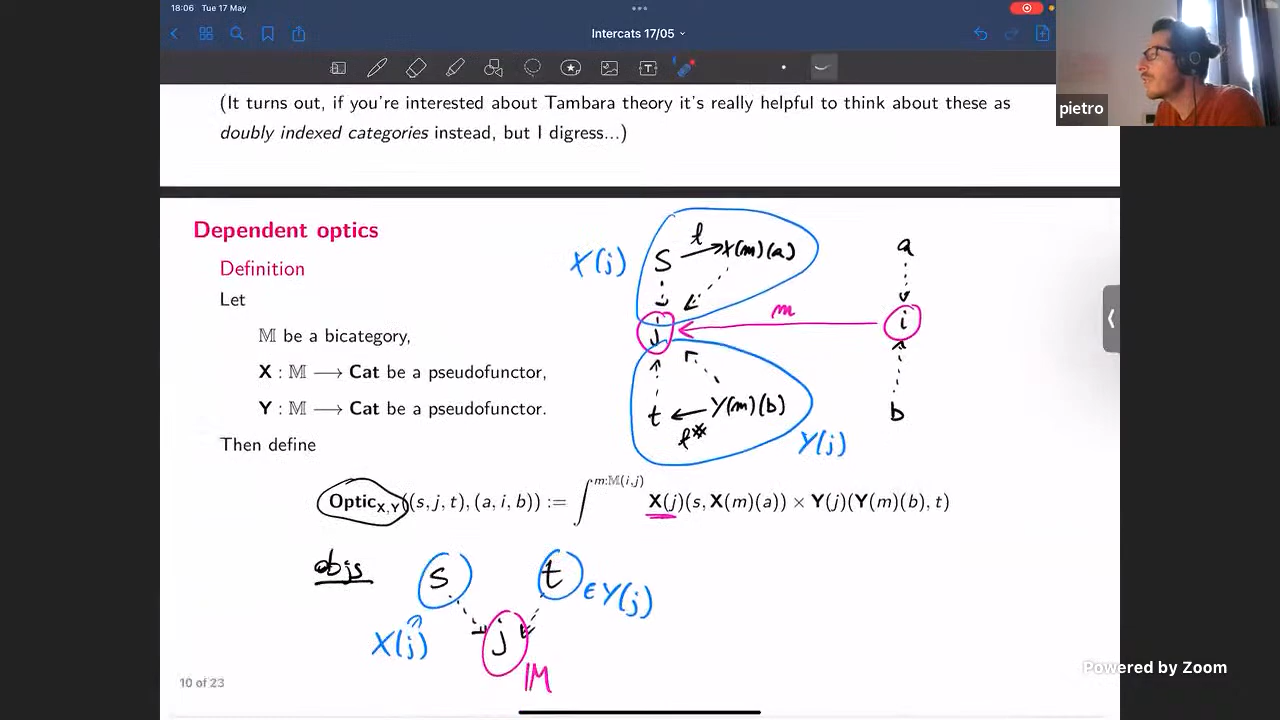 18:06 Tue 17 May
Intercats 17/05
pietro
(It turns out, if you're interested about Tambara theory it's really helpful to think about these as
doubly indexed categories instead, but I digress...)
Dependent optics
Definition
Let
𝕄 be a bicategory,
X : 𝕄 ⟶ Cat be a pseudofunctor,
Y : 𝕄 ⟶ Cat be a pseudofunctor.
Then define
X(j)
s
f
X(m)(a)
a
j
m
i
t
f#
Y(m)(b)
b
Y(j)
Optic_{X,Y}((s, j, t), (a, i, b)) := ∫^{m:𝕄(i,j)} X(j)(s, X(m)(a)) × Y(j)(Y(m)(b), t)
objs
s
t
∈ Y(j)
X(j)
j
𝕄
10 of 23
Powered by Zoom